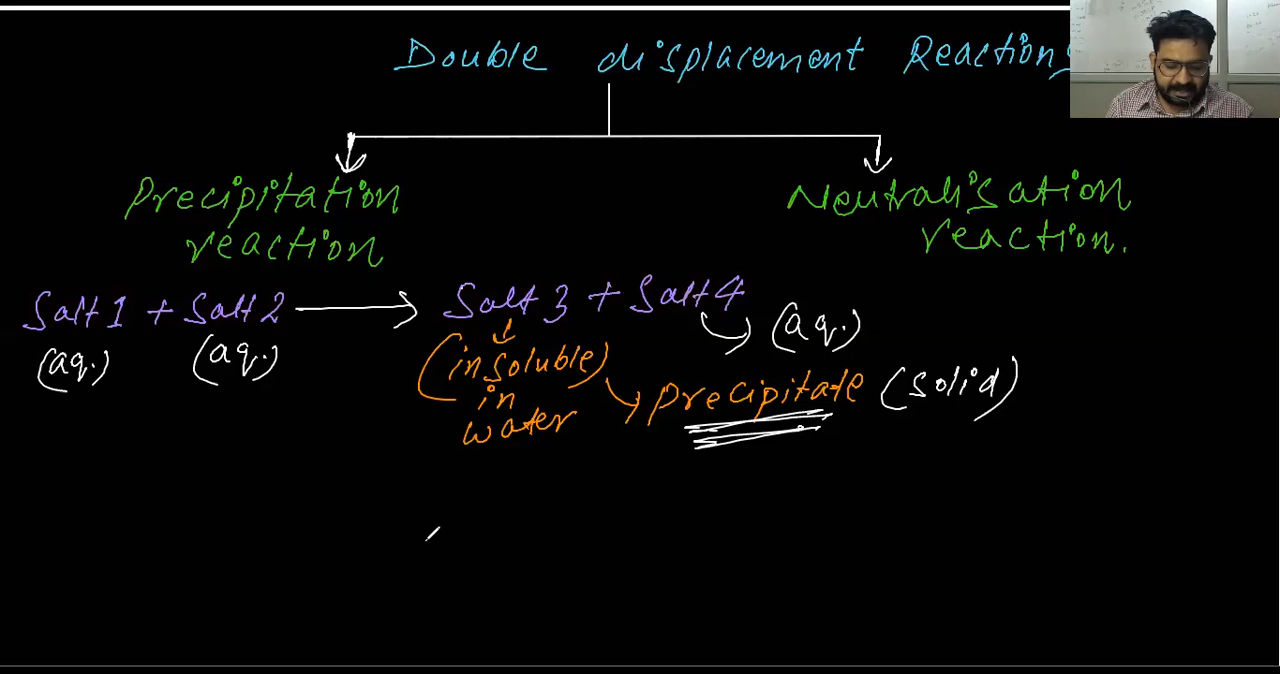 Double displacement Reactions
Precipitation
reaction
Neutralisation
reaction.
Salt 1 + Salt 2 ⟶ Salt 3 + Salt 4
(aq.) (aq.) (aq.)
(insoluble)
in
water
Precipitate (solid)